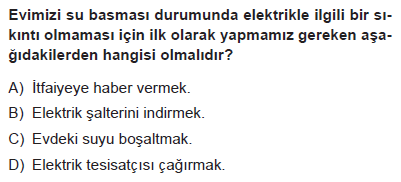 Evimizi su basması durumunda elektrikle ilgili bir sı-
kıntı olmaması için ilk olarak yapmamız gereken aşa-
ğıdakilerden hangisi olmalıdır?
A) İtfaiyeye haber vermek.
B) Elektrik şalterini indirmek.
C) Evdeki suyu boşaltmak.
D) Elektrik tesisatçısı çağırmak.